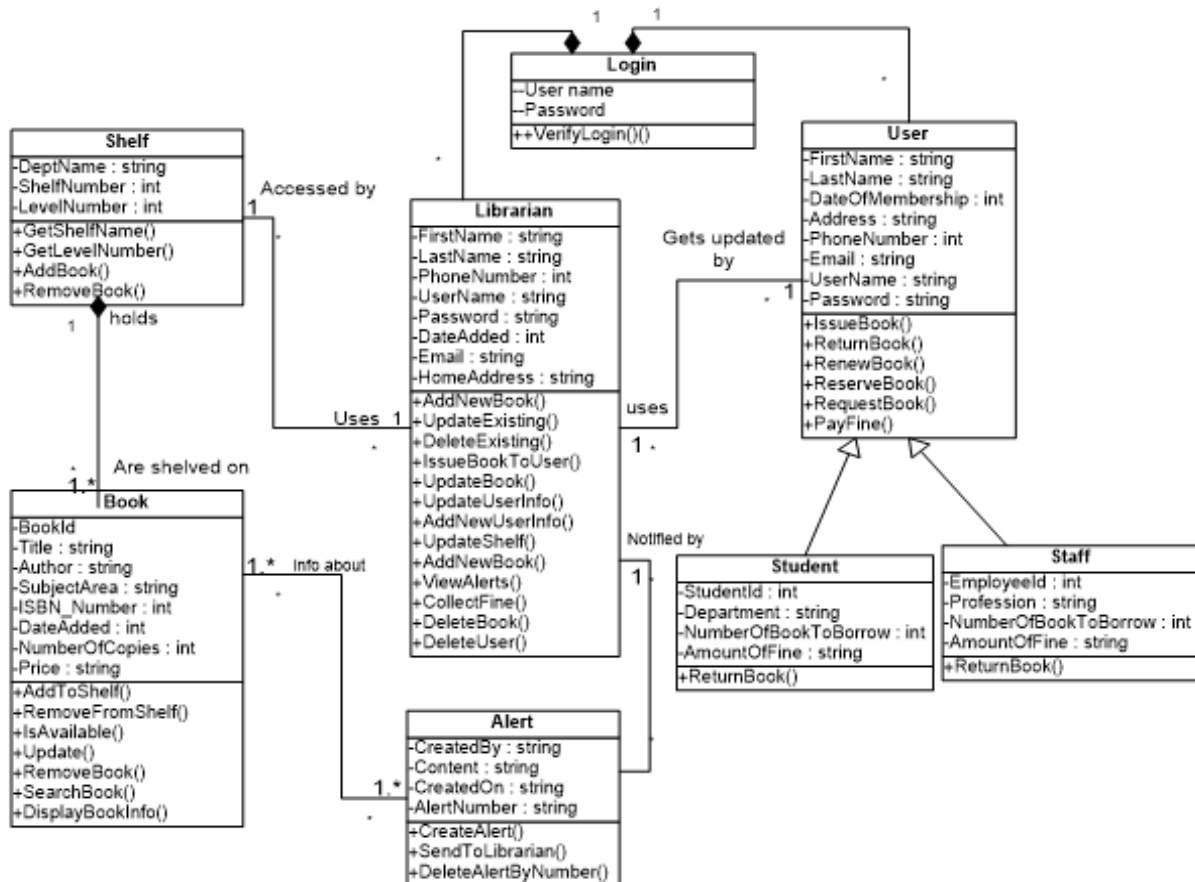 1
1
Login
--User name
--Password
++VerifyLogin()()
Shelf
-DeptName : string
-ShelfNumber : int
-LevelNumber : int
+GetShelfName()
+GetLevelNumber()
+AddBook()
+RemoveBook()
Accessed by
1
1
holds
Librarian
-FirstName : string
-LastName : string
-PhoneNumber : int
-UserName : string
-Password : string
-DateAdded : int
-Email : string
-HomeAddress : string
+AddNewBook()
+UpdateExisting()
+DeleteExisting()
+IssueBookToUser()
+UpdateBook()
+UpdateUserInfo()
+AddNewUserInfo()
+UpdateShelf()
+AddNewBook()
+ViewAlerts()
+CollectFine()
+DeleteBook()
+DeleteUser()
Uses 1
uses
1
Gets updated
by
1
User
-FirstName : string
-LastName : string
-DateOfMembership : int
-Address : string
-PhoneNumber : int
-Email : string
-UserName : string
-Password : string
+IssueBook()
+ReturnBook()
+RenewBook()
+ReserveBook()
+RequestBook()
+PayFine()
Are shelved on
1.*
Book
-BookId
-Title : string
-Author : string
-SubjectArea : string
-ISBN_Number : int
-DateAdded : int
-NumberOfCopies : int
-Price : string
+AddToShelf()
+RemoveFromShelf()
+IsAvailable()
+Update()
+RemoveBook()
+SearchBook()
+DisplayBookInfo()
1.*
Info about
Notified by
1
Student
-StudentId : int
-Department : string
-NumberOfBookToBorrow : int
-AmountOfFine : string
+ReturnBook()
Staff
-EmployeeId : int
-Profession : string
-NumberOfBookToBorrow : int
-AmountOfFine : string
+ReturnBook()
1.*
Alert
-CreatedBy : string
-Content : string
-CreatedOn : string
-AlertNumber : string
+CreateAlert()
+SendToLibrarian()
+DeleteAlertByNumber()